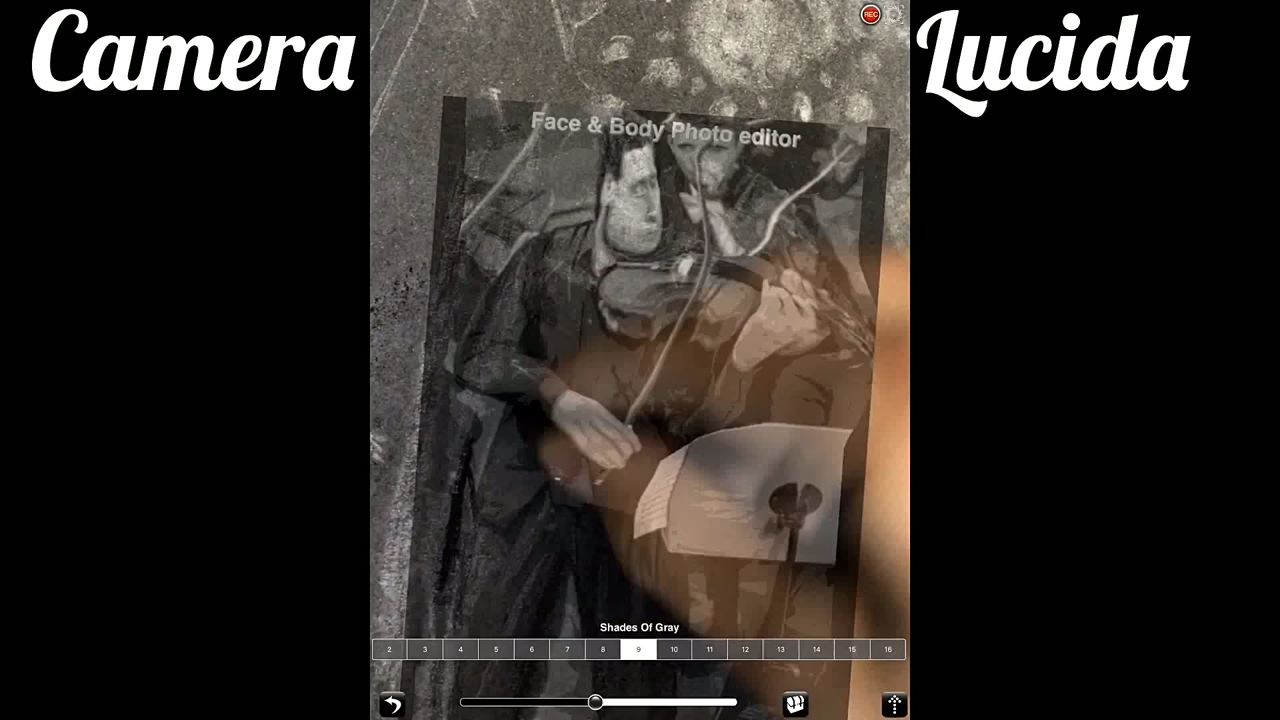 Camera Lucida
REC
Face & Body Photo editor
Shades Of Gray
2 3 4 5 6 7 8 9 10 11 12 13 14 15 16